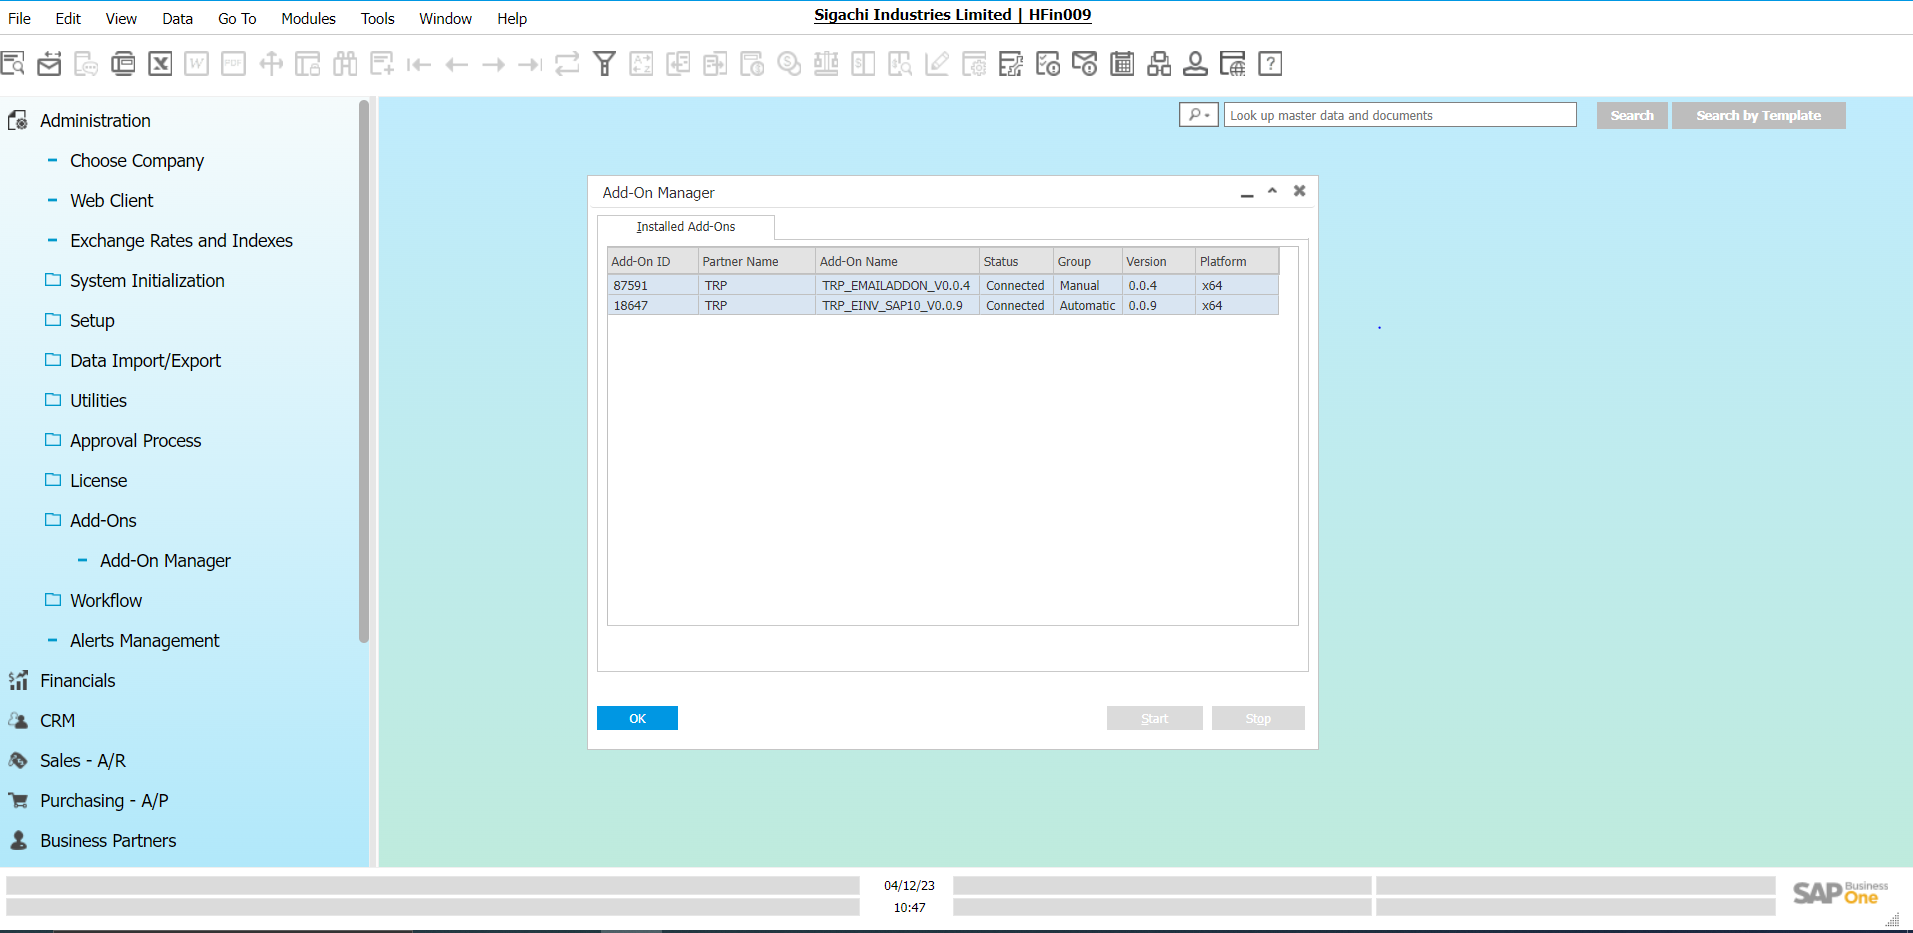 File Edit View Data Go To Modules Tools Window Help
Sigachi Industries Limited | HFin009
Look up master data and documents
Search
Search by Template
Administration
Choose Company
Web Client
Exchange Rates and Indexes
System Initialization
Setup
Data Import/Export
Utilities
Approval Process
License
Add-Ons
Add-On Manager
Workflow
Alerts Management
Financials
CRM
Sales - A/R
Purchasing - A/P
Business Partners
Add-On Manager
Installed Add-Ons
Add-On ID Partner Name Add-On Name Status Group Version Platform
87591 TRP TRP_EMAILADDON_V0.0.4 Connected Manual 0.0.4 x64
18647 TRP TRP_EINV_SAP10_V0.0.9 Connected Automatic 0.0.9 x64
OK Start Stop
04/12/23
10:47
SAP Business One